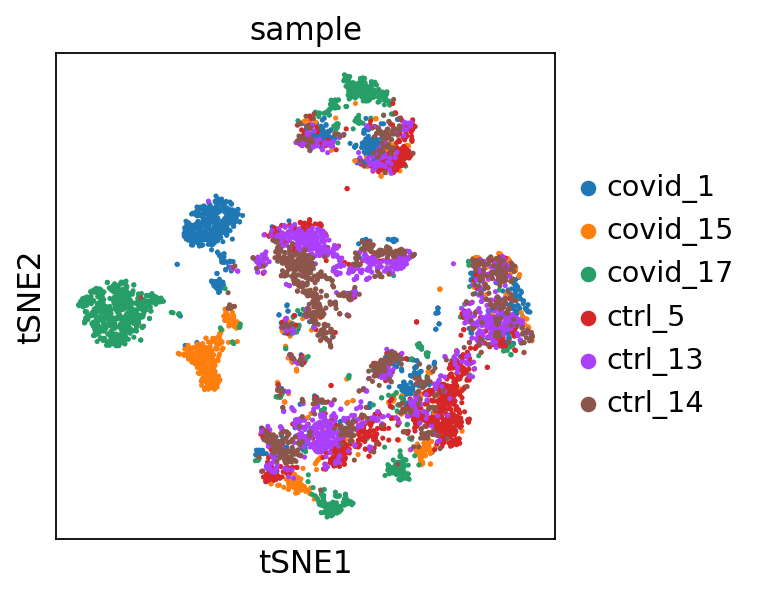 sample
covid_1
covid_15
covid_17
ctrl_5
ctrl_13
ctrl_14
tSNE2
tSNE1